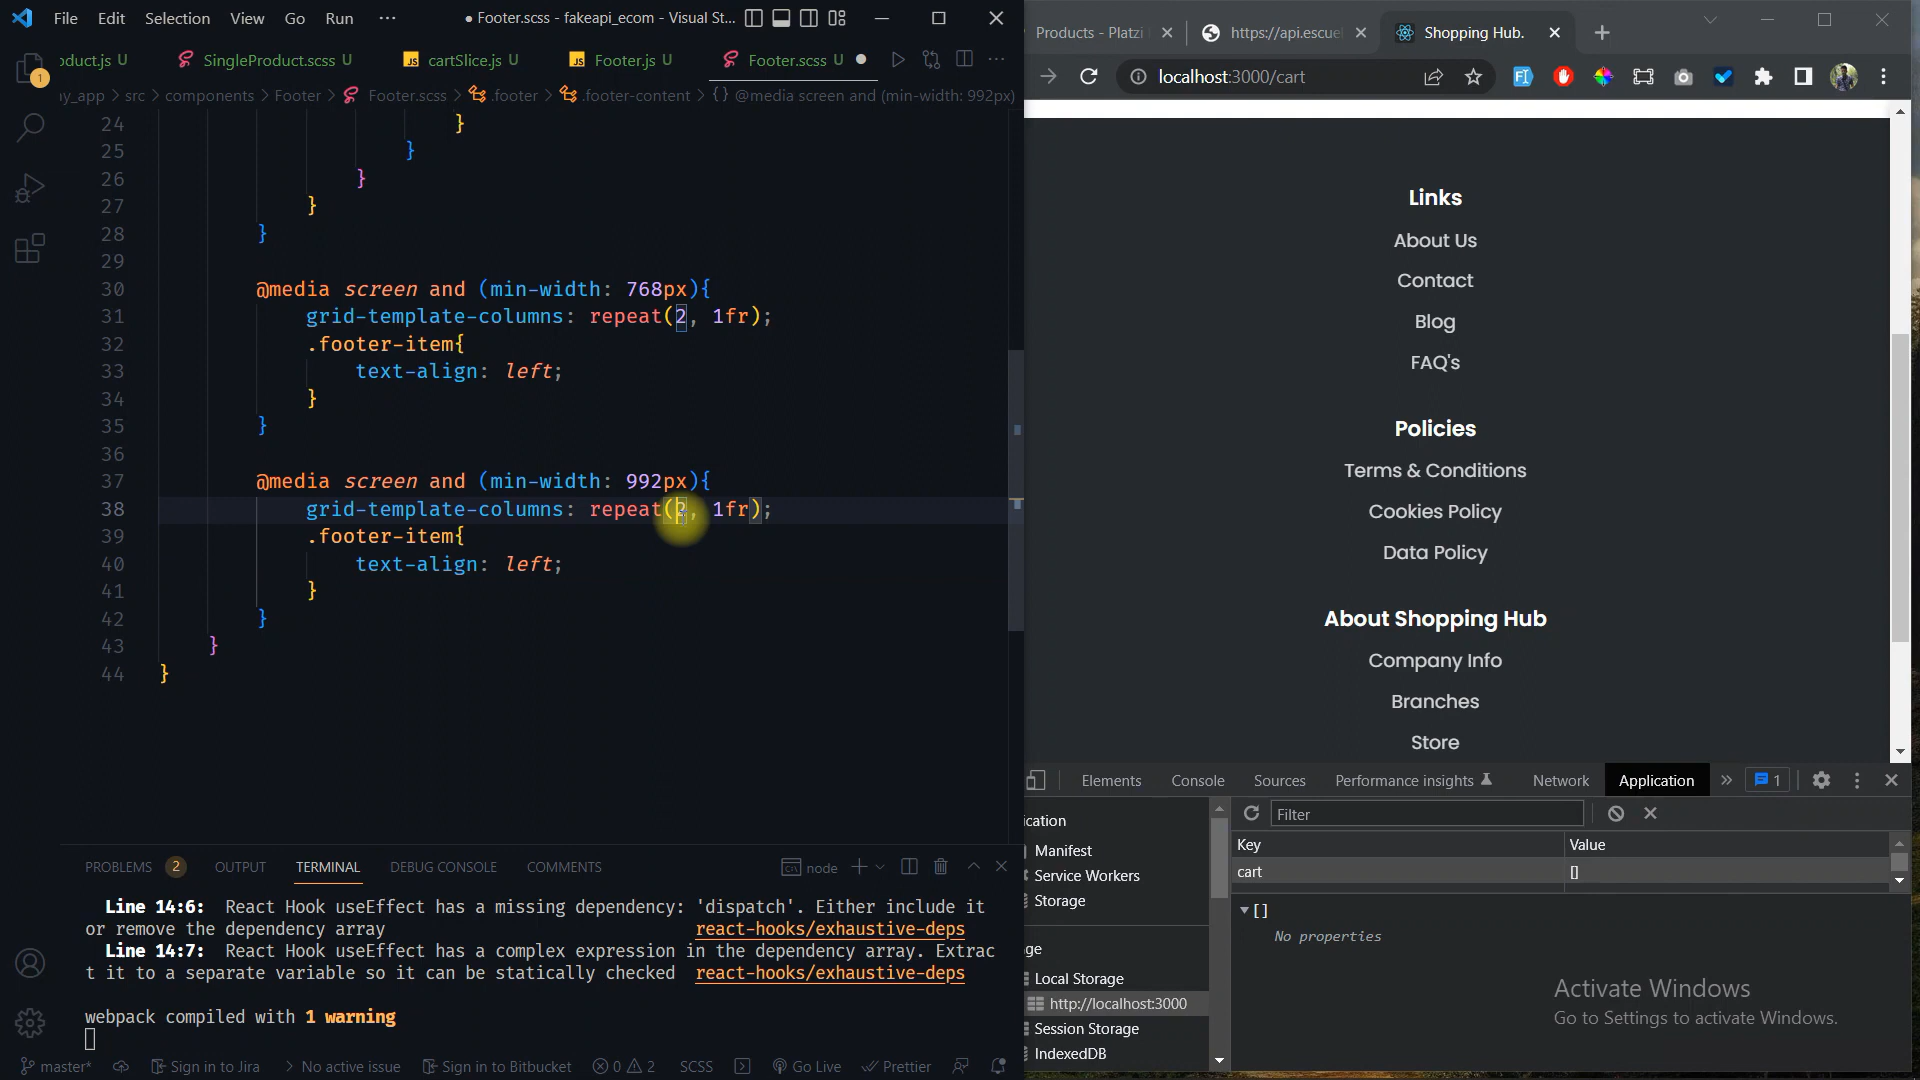 File Edit Selection View Go Run ··· ● Footer.scss - fakeapi_ecom - Visual St...
oduct.js U SingleProduct.scss U JS cartSlice.js U JS Footer.js U Footer.scss U ●
ny_app > src > components > Footer > Footer.scss > .footer > .footer-content > {} @media screen and (min-width: 992px)
24 }
25 }
26 }
27 }
28 }
29
30 @media screen and (min-width: 768px){
31 grid-template-columns: repeat(2, 1fr);
32 .footer-item{
33 text-align: left;
34 }
35 }
36
37 @media screen and (min-width: 992px){
38 grid-template-columns: repeat( , 1fr);
39 .footer-item{
40 text-align: left;
41 }
42 }
43 }
44 }
1
PROBLEMS 2 OUTPUT TERMINAL DEBUG CONSOLE COMMENTS node
Line 14:6: React Hook useEffect has a missing dependency: 'dispatch'. Either include it
or remove the dependency array react-hooks/exhaustive-deps
Line 14:7: React Hook useEffect has a complex expression in the dependency array. Extrac
t it to a separate variable so it can be statically checked react-hooks/exhaustive-deps
webpack compiled with 1 warning
master* Sign in to Jira No active issue Sign in to Bitbucket 0 2 SCSS Go Live Prettier
Products - Platzi https://api.escue Shopping Hub.
localhost:3000/cart
Links
About Us
Contact
Blog
FAQ's
Policies
Terms & Conditions
Cookies Policy
Data Policy
About Shopping Hub
Company Info
Branches
Store
Elements Console Sources Performance insights Network Application » 1
ication
Manifest
Service Workers
Storage
ge
Local Storage
http://localhost:3000
Session Storage
IndexedDB
Filter
Key Value
cart []
▼[]
No properties
Activate Windows
Go to Settings to activate Windows.